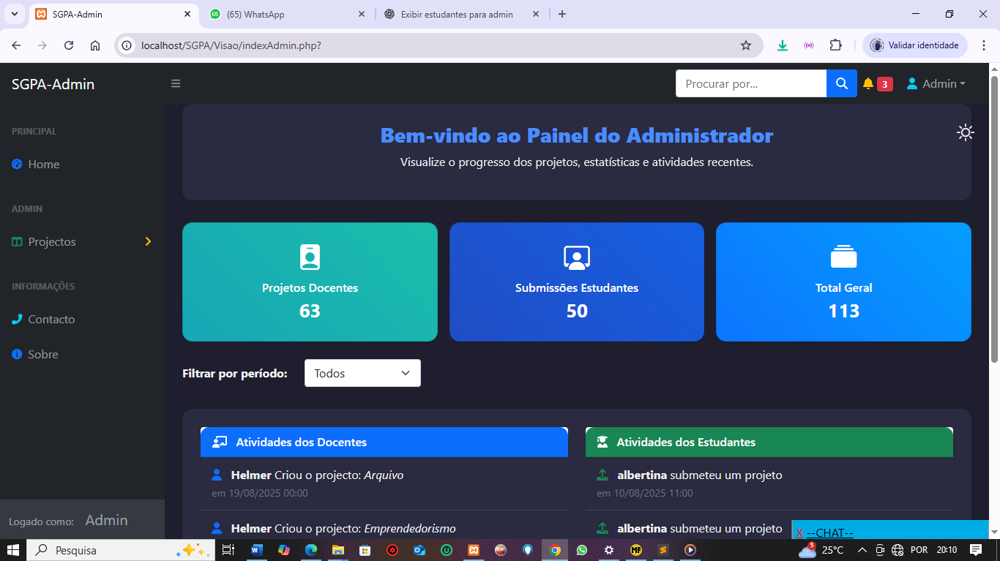 SGPA-Admin
65 (65) WhatsApp
Exibir estudantes para admin
localhost/SGPA/Visao/indexAdmin.php?
Validar identidade
SGPA-Admin
Procurar por...
3
Admin
PRINCIPAL
Home
ADMIN
Projectos
INFORMAÇÕES
Contacto
Sobre
Logado como: Admin
Bem-vindo ao Painel do Administrador
Visualize o progresso dos projetos, estatísticas e atividades recentes.
Projetos Docentes
63
Submissões Estudantes
50
Total Geral
113
Filtrar por período: Todos
Atividades dos Docentes
Helmer Criou o projecto: Arquivo
em 19/08/2025 00:00
Helmer Criou o projecto: Emprendedorismo
Atividades dos Estudantes
albertina submeteu um projeto
em 10/08/2025 11:00
albertina submeteu um projeto
X --CHAT--
Pesquisa
W
MF
S
5
25°C
POR
20:10